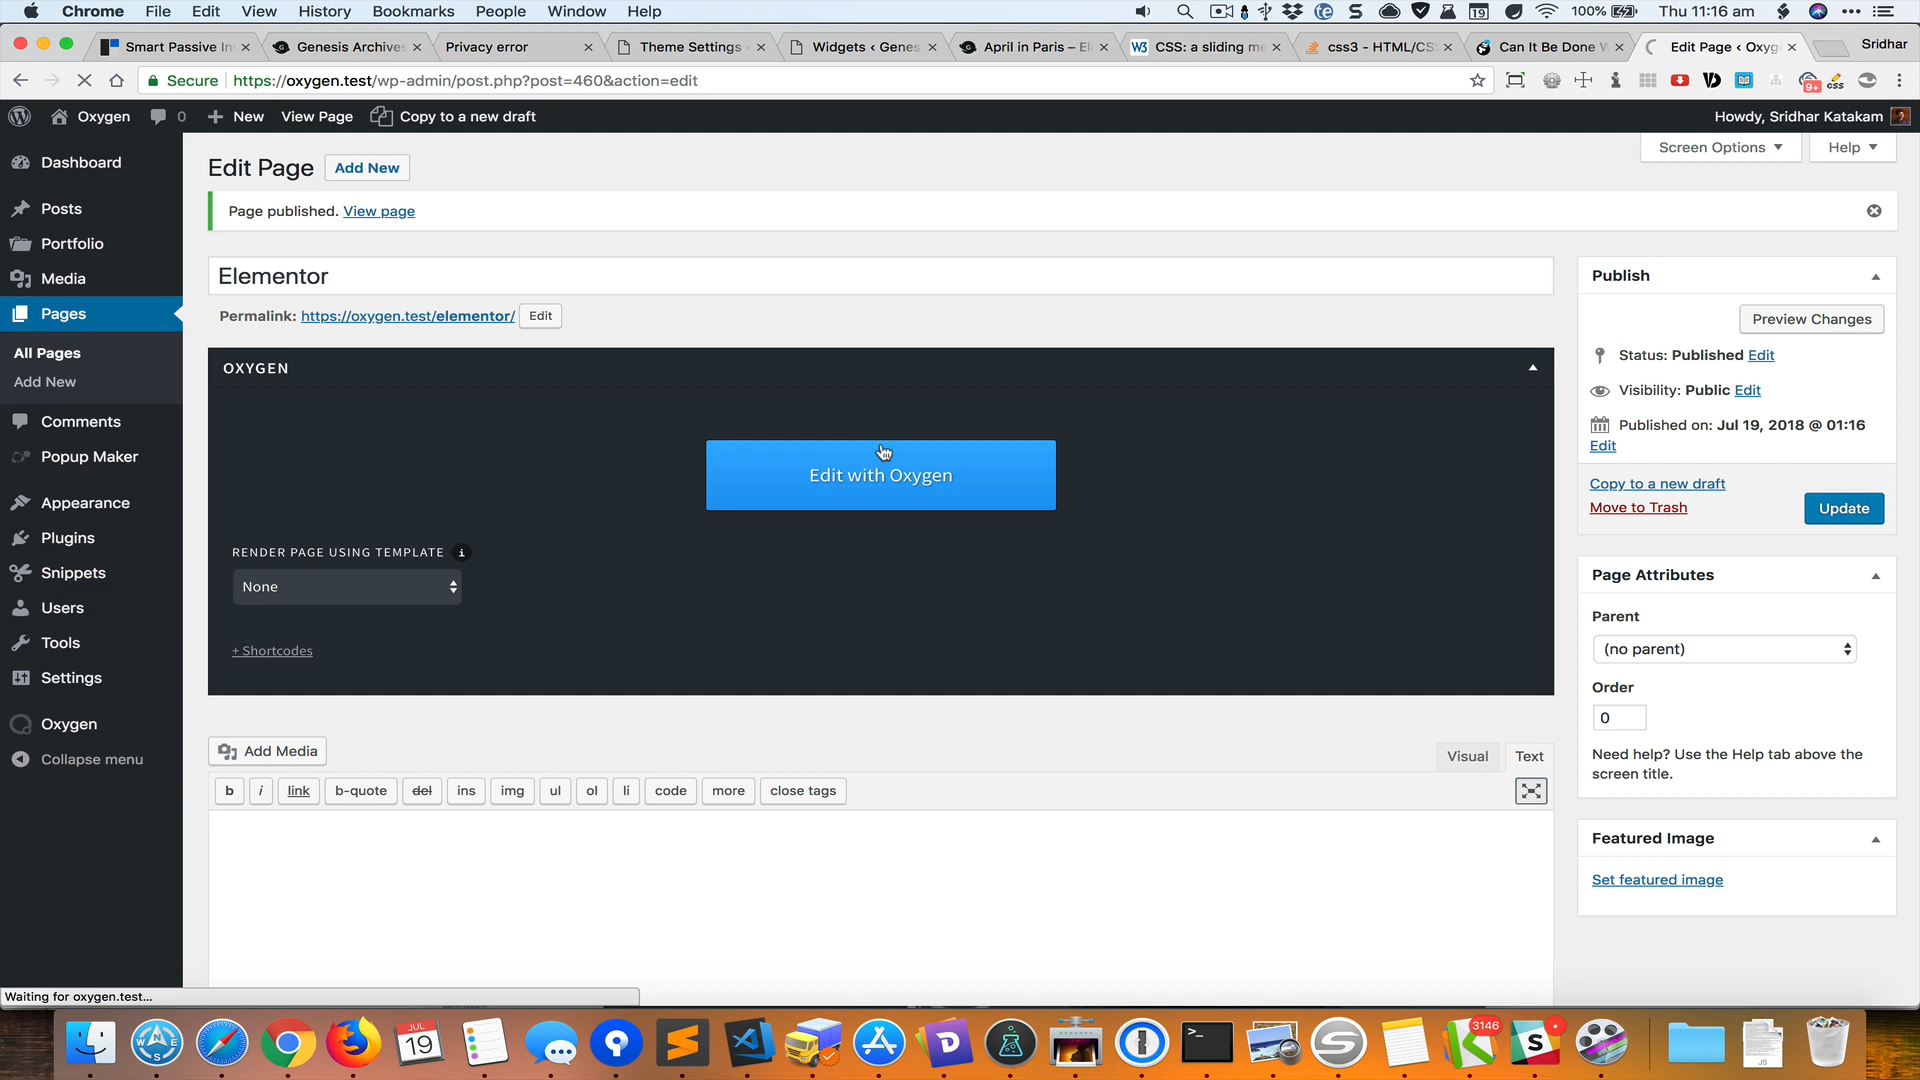 Chrome File Edit View History Bookmarks People Window Help
100% Thu 11:16 am
Smart Passive In
Genesis Archives
Privacy error
Theme Settings ‹
Widgets ‹ Genes
April in Paris – El
W3 CSS: a sliding me
css3 - HTML/CS
Can It Be Done W
Edit Page ‹ Oxyg
Sridhar
Secure https://oxygen.test/wp-admin/post.php?post=460&action=edit
Oxygen 0 New View Page Copy to a new draft
Howdy, Sridhar Katakam
Screen Options Help
Dashboard
Posts
Portfolio
Media
Pages
All Pages
Add New
Comments
Popup Maker
Appearance
Plugins
Snippets
Users
Tools
Settings
Oxygen
Collapse menu
Edit Page Add New
Page published. View page
Elementor
Permalink: https://oxygen.test/elementor/ Edit
OXYGEN
Edit with Oxygen
RENDER PAGE USING TEMPLATE i
None
+ Shortcodes
Add Media
Visual Text
b i link b-quote del ins img ul ol li code more close tags
Publish
Preview Changes
Status: Published Edit
Visibility: Public Edit
Published on: Jul 19, 2018 @ 01:16
Edit
Copy to a new draft
Move to Trash
Update
Page Attributes
Parent
(no parent)
Order
0
Need help? Use the Help tab above the
screen title.
Featured Image
Set featured image
Waiting for oxygen.test...
JUL
19
3146
JS